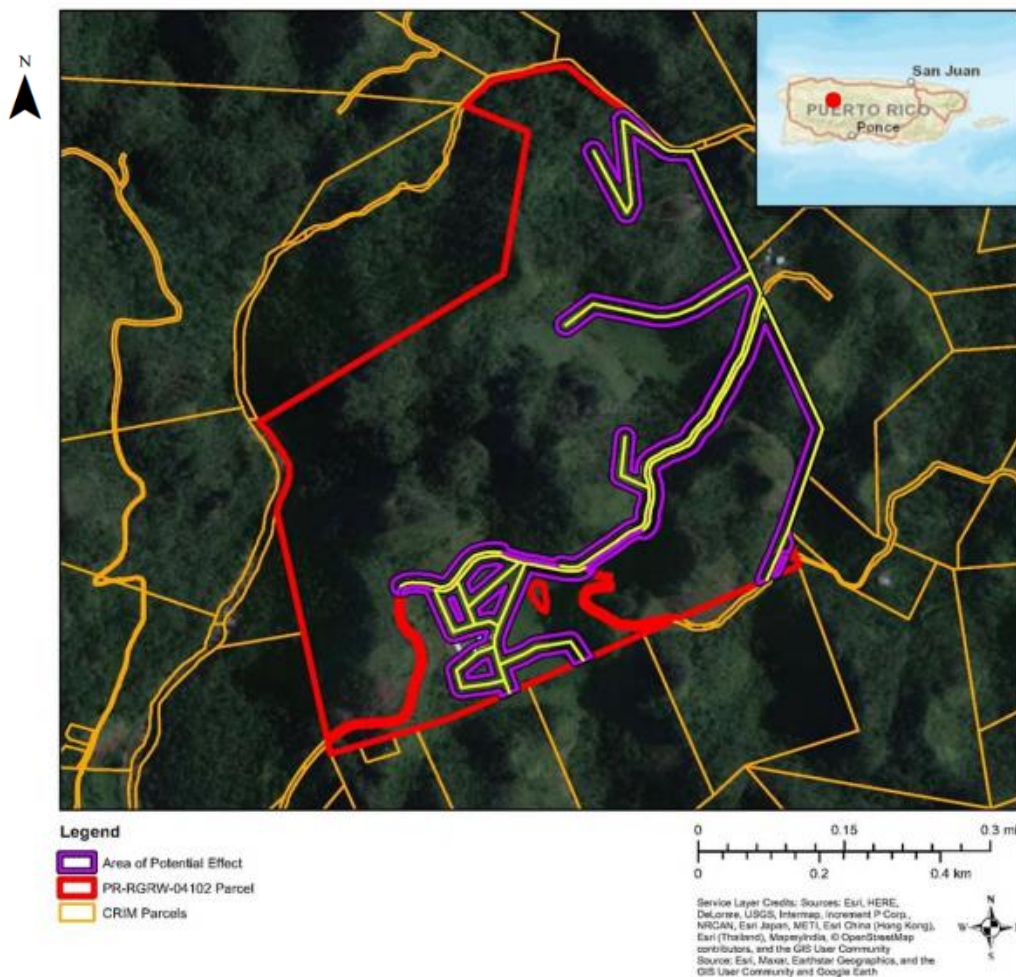 N
San Juan
PUERTO RICO
Ponce
Legend
Area of Potential Effect
PR-RGRW-04102 Parcel
CRIM Parcels
0 0.15 0.3 mi
0 0.2 0.4 km
Service Layer Credits: Sources: Esri, HERE,
DeLorme, USGS, Intermap, Increment P Corp.,
NRCAN, Esri Japan, METI, Esri China (Hong Kong),
Esri (Thailand), MapmyIndia, © OpenStreetMap
contributors, and the GIS User Community
Source: Esri, Maxar, Earthstar Geographics, and the
GIS User Community and Google Earth
N
W
S